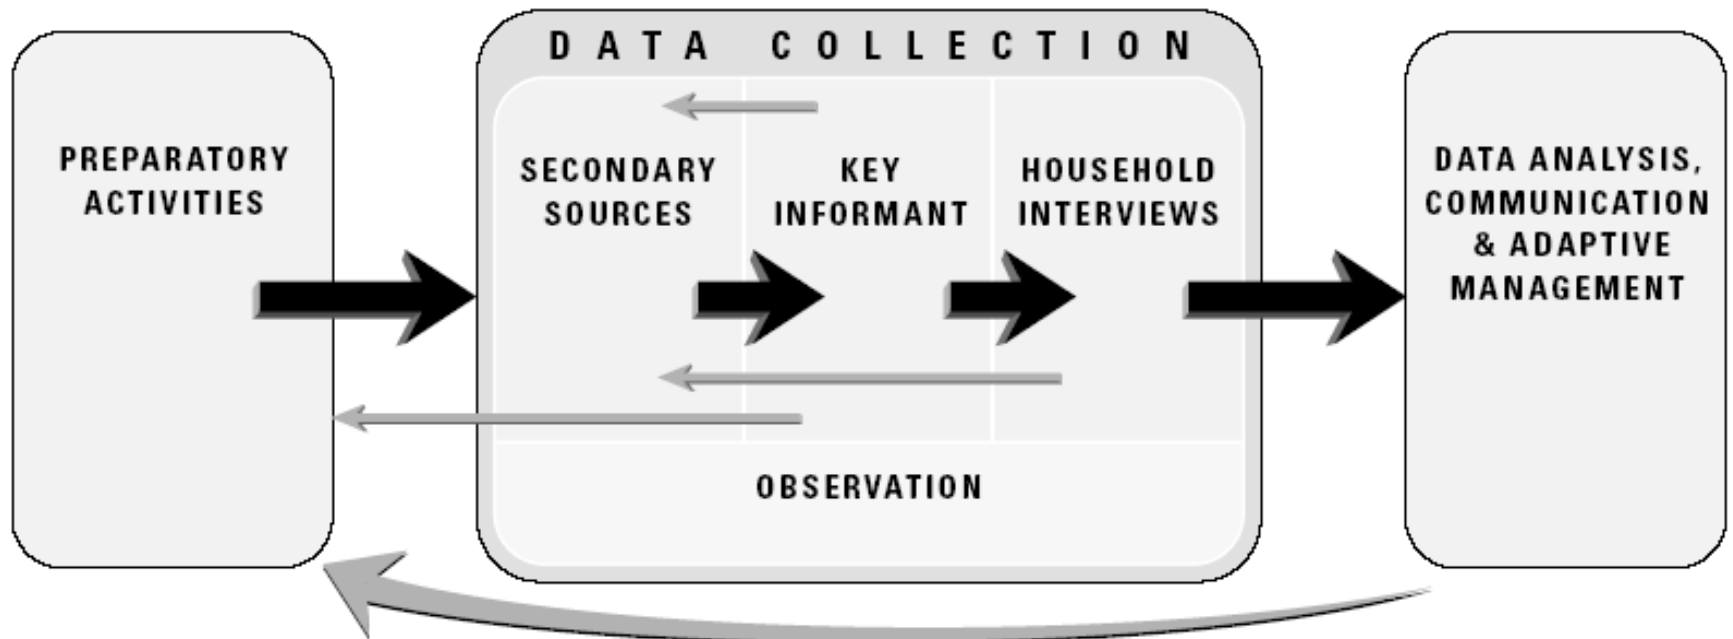 DATA COLLECTION
PREPARATORY
ACTIVITIES
SECONDARY
SOURCES
KEY
INFORMANT
HOUSEHOLD
INTERVIEWS
DATA ANALYSIS,
COMMUNICATION
& ADAPTIVE
MANAGEMENT
OBSERVATION